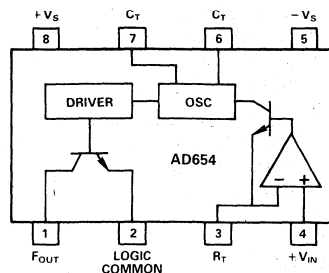 +VS CT CT −VS
8 7 6 5
DRIVER OSC
AD654
− +
1 2 3 4
FOUT LOGIC COMMON RT +VIN